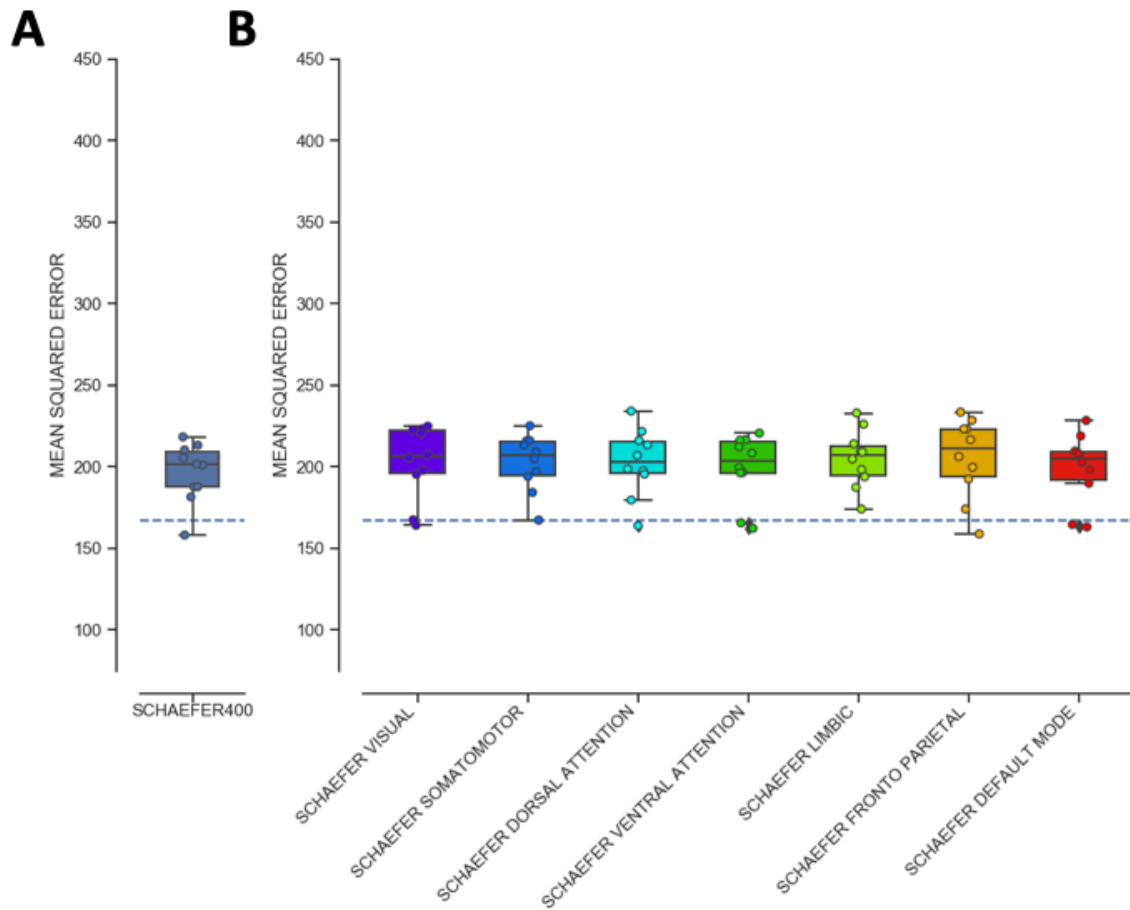 A
B
MEAN SQUARED ERROR
450
400
350
300
250
200
150
100
SCHAEFER400
MEAN SQUARED ERROR
450
400
350
300
250
200
150
100
SCHAEFER VISUAL
SCHAEFER SOMATOMOTOR
SCHAEFER DORSAL ATTENTION
SCHAEFER VENTRAL ATTENTION
SCHAEFER LIMBIC
SCHAEFER FRONTO PARIETAL
SCHAEFER DEFAULT MODE